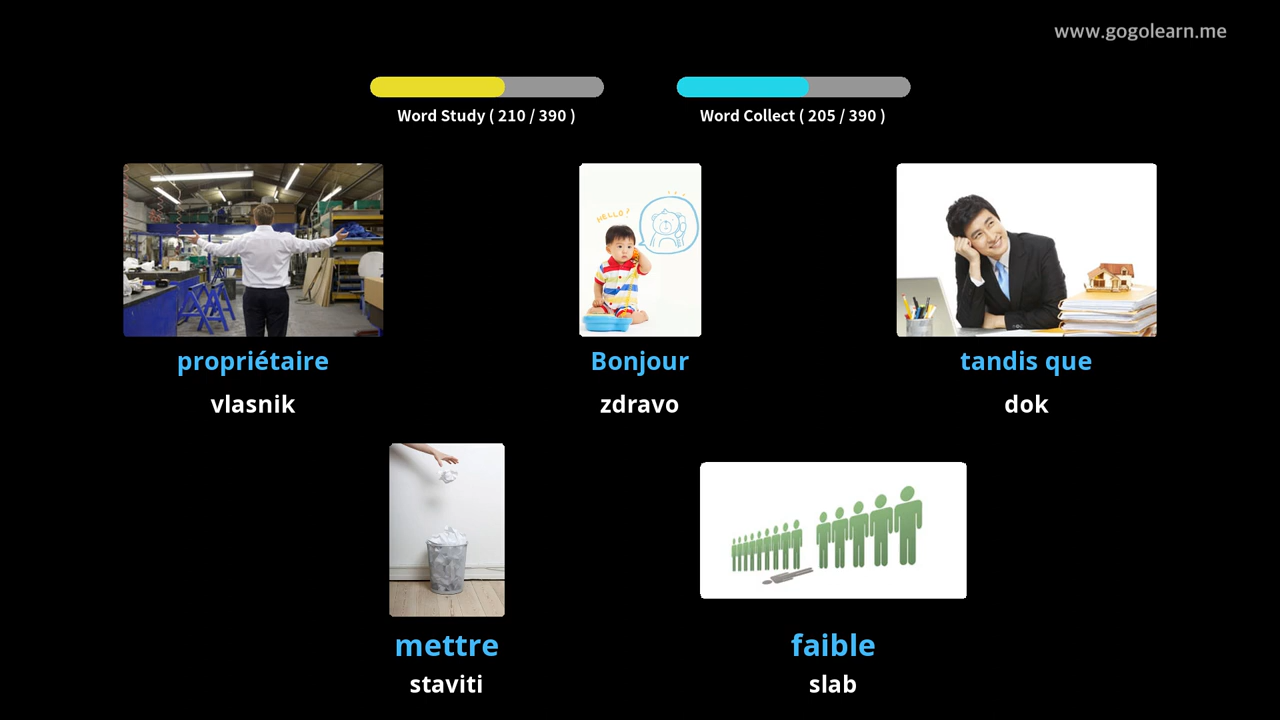 www.gogolearn.me
Word Study ( 210 / 390 )
Word Collect ( 205 / 390 )
HELLO?
propriétaire
Bonjour
tandis que
vlasnik
zdravo
dok
mettre
faible
staviti
slab